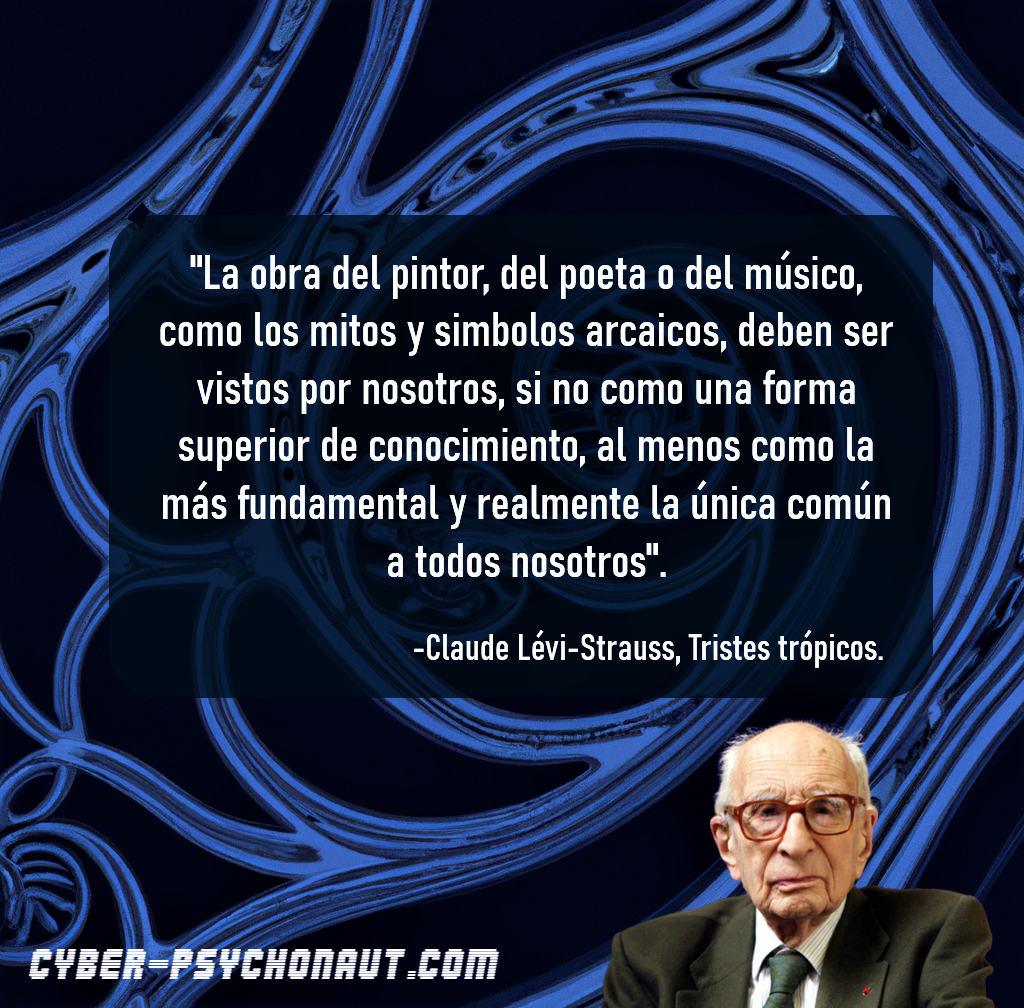 "La obra del pintor, del poeta o del músico,
como los mitos y simbolos arcaicos, deben ser
vistos por nosotros, si no como una forma
superior de conocimiento, al menos como la
más fundamental y realmente la única común
a todos nosotros".
-Claude Lévi-Strauss, Tristes trópicos.
CYBER-PSYCHONAUT.COM